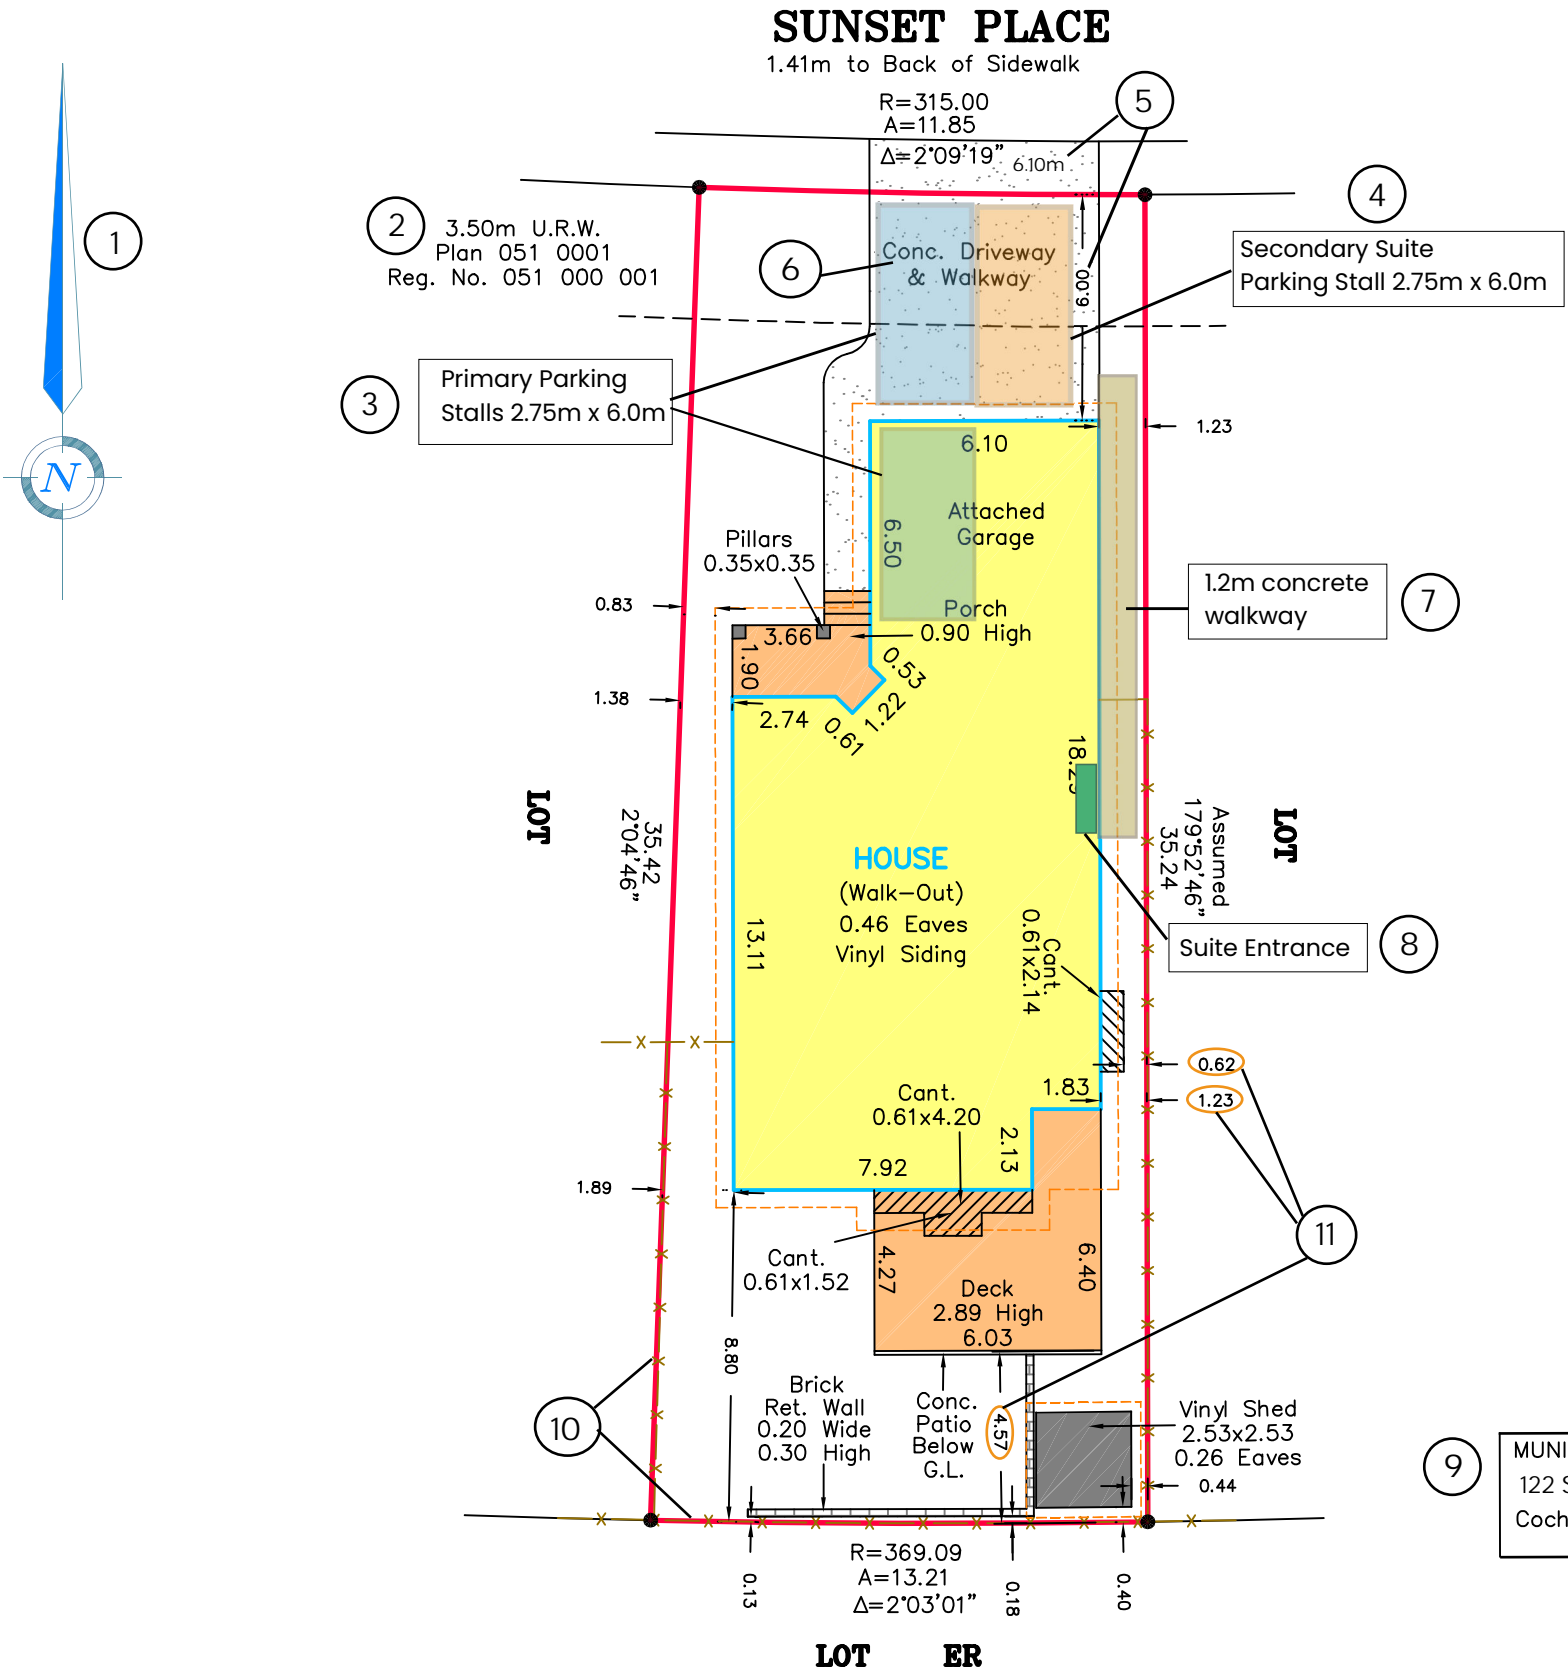 SUNSET PLACE
1.41m to Back of Sidewalk
R=315.00
A=11.85
Δ=2°09'19"
6.10m
5
1
2
3.50m U.R.W.
Plan 051 0001
Reg. No. 051 000 001
4
Secondary Suite
Parking Stall 2.75m x 6.0m
6
Conc. Driveway
& Walkway
6.00
3
Primary Parking
Stalls 2.75m x 6.0m
6.10
1.23
N
Attached
Garage
6.50
Pillars
0.35x0.35
1.2m concrete
walkway
7
0.83
Porch
0.90 High
3.66
1.90
0.53
1.22
0.61
2.74
1.38
18.29
LOT
35.42
2°04'46"
HOUSE
(Walk-Out)
0.46 Eaves
Vinyl Siding
13.11
Assumed
179°52'46"
35.24
LOT
Suite Entrance
8
Cant.
0.61x2.14
0.62
1.23
1.83
Cant.
0.61x4.20
2.13
7.92
1.89
11
Cant.
0.61x1.52
4.27
6.40
Deck
2.89 High
6.03
8.80
Brick
Ret. Wall
0.20 Wide
0.30 High
Conc.
Patio
Below
G.L.
4.57
Vinyl Shed
2.53x2.53
0.26 Eaves
0.44
10
9
MUNI
122 S
Coch
R=369.09
A=13.21
Δ=2°03'01"
0.13
0.18
0.40
LOT ER